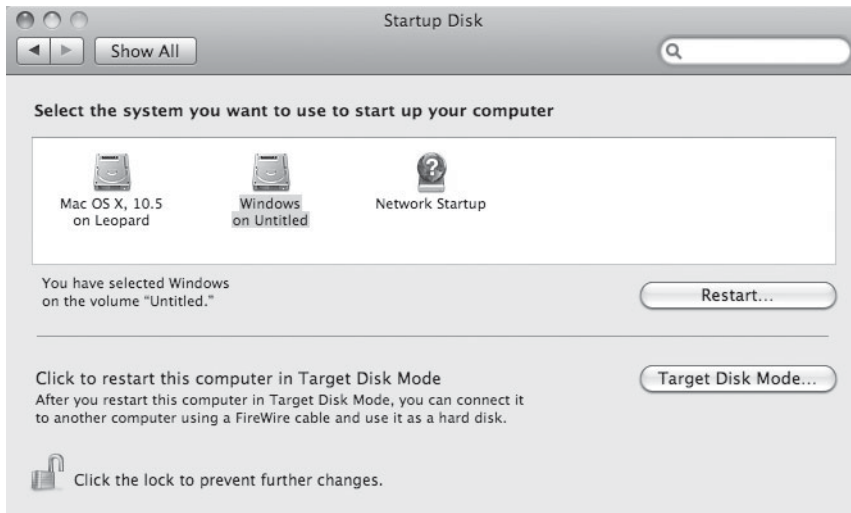 Startup Disk
Show All
Select the system you want to use to start up your computer
Mac OS X, 10.5
on Leopard
Windows
on Untitled
Network Startup
You have selected Windows
on the volume “Untitled.”
Restart...
Click to restart this computer in Target Disk Mode
After you restart this computer in Target Disk Mode, you can connect it
to another computer using a FireWire cable and use it as a hard disk.
Target Disk Mode...
Click the lock to prevent further changes.